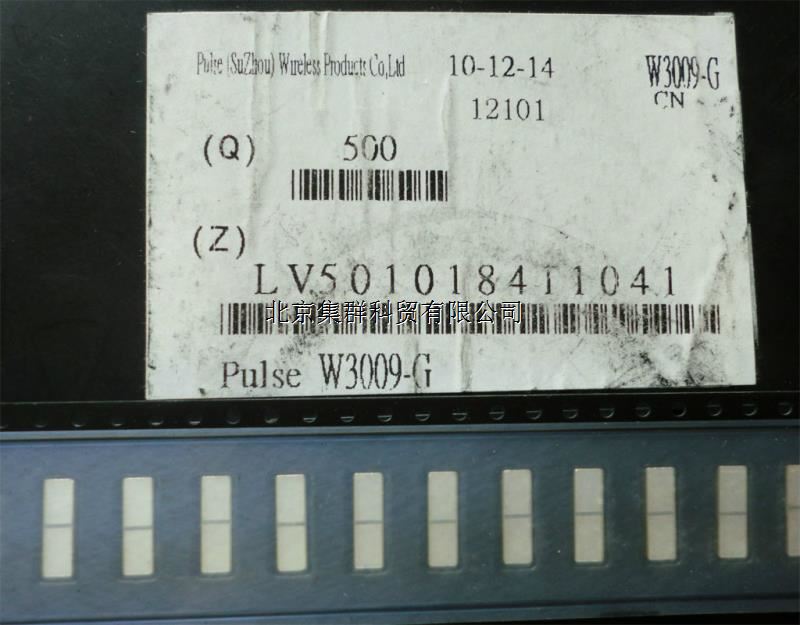 Pulse (SuZhou) Wireless Products Co,Ltd
10-12-14
W3009-G
CN
12101
(Q)
500
(Z)
LV501018411041
北京集群科贸有限公司
Pulse W3009-G